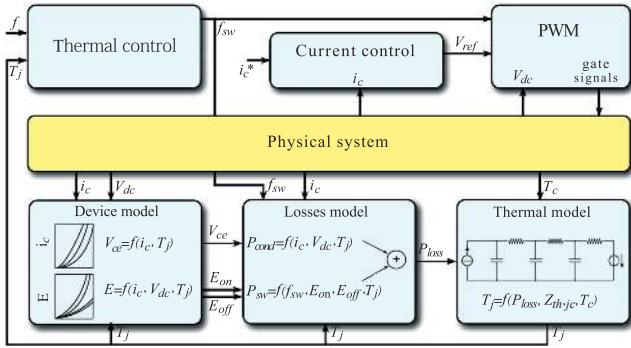 f
Thermal control
T_j
f_sw
Current control
i_c*
i_c
V_ref
PWM
V_dc
gate
signals
Physical system
i_c
V_dc
f_sw
i_c
T_c
Device model
i_c
V_ce=f(i_c,T_j)
E
E=f(i_c,V_dc,T_j)
T_j
V_ce
E_on
E_off
Losses model
P_cond=f(i_c,V_dc,T_j)
+
P_sw=f(f_sw,E_on,E_off,T_j)
T_j
P_loss
Thermal model
T_j=f(P_loss,Z_th,jc,T_c)
T_j